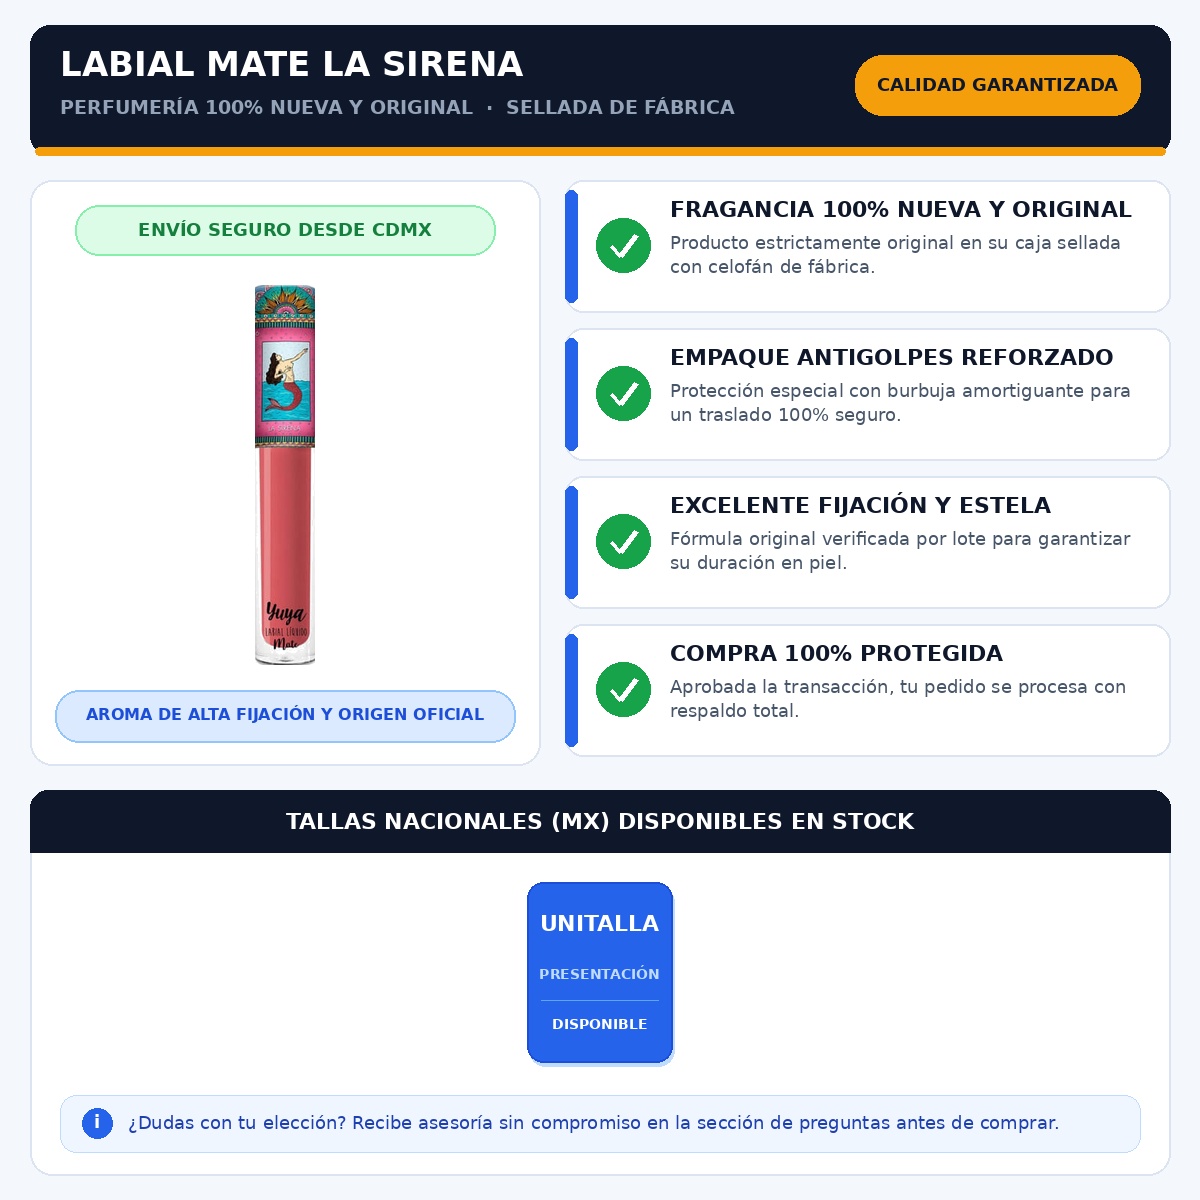 LABIAL MATE LA SIRENA
PERFUMERÍA 100% NUEVA Y ORIGINAL · SELLADA DE FÁBRICA
CALIDAD GARANTIZADA
ENVÍO SEGURO DESDE CDMX
LA SIRENA
Yuya
LABIAL LÍQUIDO
Mate
AROMA DE ALTA FIJACIÓN Y ORIGEN OFICIAL
FRAGANCIA 100% NUEVA Y ORIGINAL
Producto estrictamente original en su caja sellada
con celofán de fábrica.
EMPAQUE ANTIGOLPES REFORZADO
Protección especial con burbuja amortiguante para
un traslado 100% seguro.
EXCELENTE FIJACIÓN Y ESTELA
Fórmula original verificada por lote para garantizar
su duración en piel.
COMPRA 100% PROTEGIDA
Aprobada la transacción, tu pedido se procesa con
respaldo total.
TALLAS NACIONALES (MX) DISPONIBLES EN STOCK
UNITALLA
PRESENTACIÓN
DISPONIBLE
i
¿Dudas con tu elección? Recibe asesoría sin compromiso en la sección de preguntas antes de comprar.